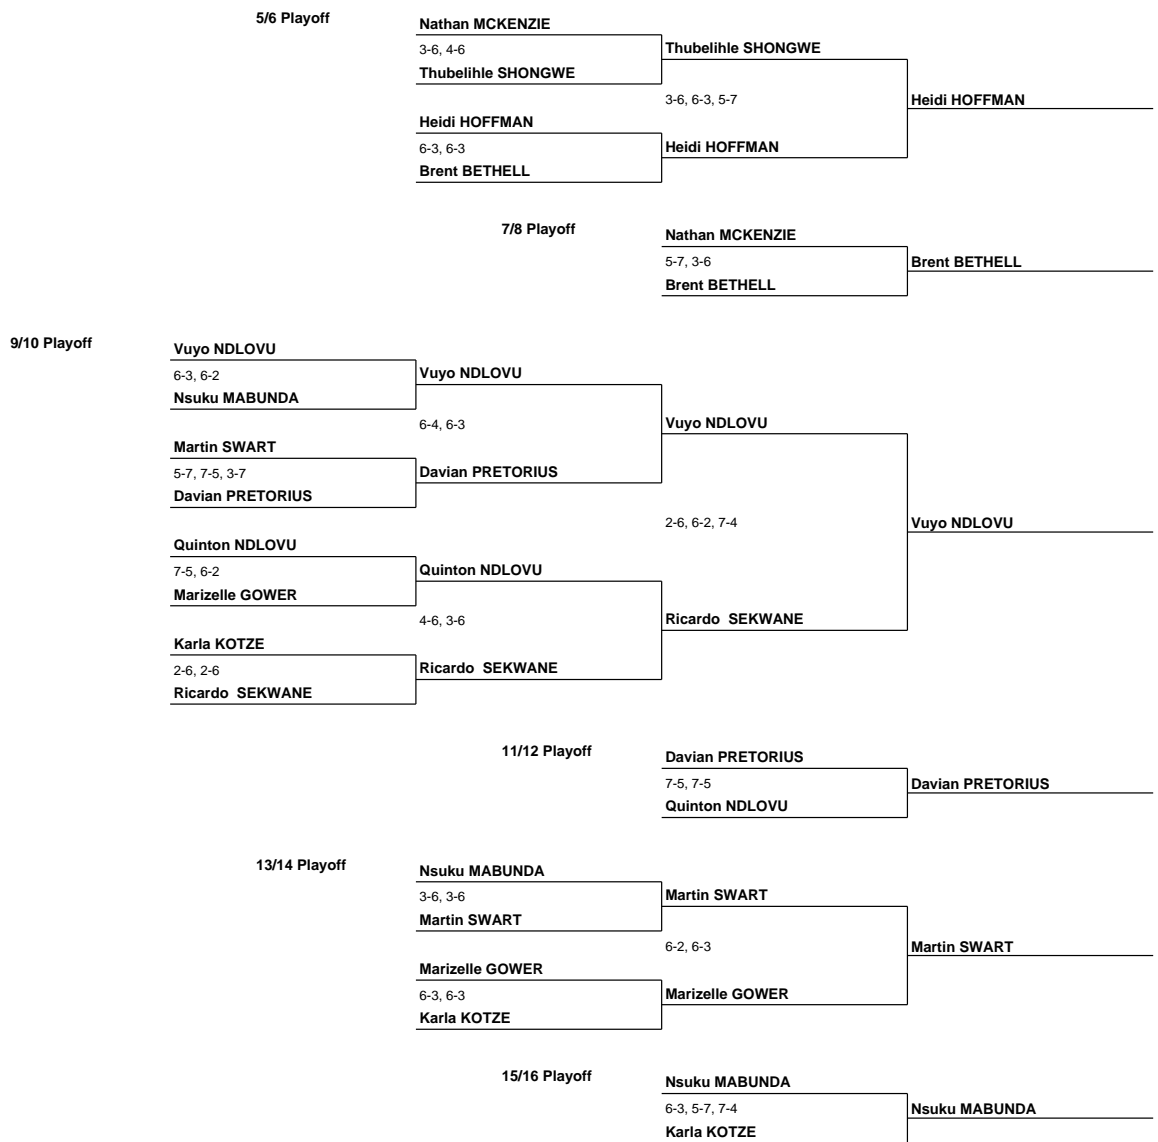 5/6 Playoff
Nathan MCKENZIE
3-6, 4-6
Thubelihle SHONGWE
Thubelihle SHONGWE
3-6, 6-3, 5-7
Heidi HOFFMAN
Heidi HOFFMAN
6-3, 6-3
Heidi HOFFMAN
Brent BETHELL
7/8 Playoff
Nathan MCKENZIE
5-7, 3-6
Brent BETHELL
Brent BETHELL
9/10 Playoff
Vuyo NDLOVU
6-3, 6-2
Vuyo NDLOVU
Nsuku MABUNDA
6-4, 6-3
Vuyo NDLOVU
Martin SWART
5-7, 7-5, 3-7
Davian PRETORIUS
Davian PRETORIUS
2-6, 6-2, 7-4
Vuyo NDLOVU
Quinton NDLOVU
7-5, 6-2
Quinton NDLOVU
Marizelle GOWER
4-6, 3-6
Ricardo  SEKWANE
Karla KOTZE
2-6, 2-6
Ricardo  SEKWANE
Ricardo  SEKWANE
11/12 Playoff
Davian PRETORIUS
7-5, 7-5
Davian PRETORIUS
Quinton NDLOVU
13/14 Playoff
Nsuku MABUNDA
3-6, 3-6
Martin SWART
Martin SWART
6-2, 6-3
Martin SWART
Marizelle GOWER
6-3, 6-3
Marizelle GOWER
Karla KOTZE
15/16 Playoff
Nsuku MABUNDA
6-3, 5-7, 7-4
Nsuku MABUNDA
Karla KOTZE